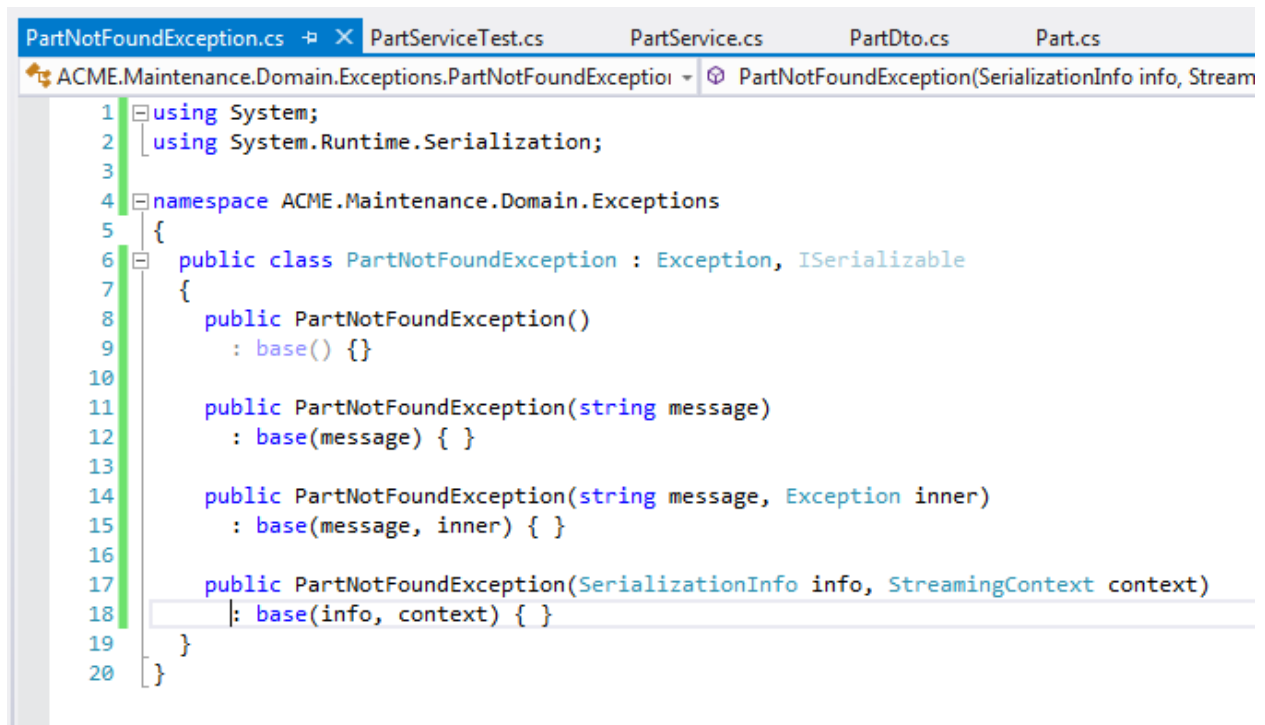 PartNotFoundException.cs PartServiceTest.cs PartService.cs PartDto.cs Part.cs
ACME.Maintenance.Domain.Exceptions.PartNotFoundExceptio PartNotFoundException(SerializationInfo info, Stream
1 using System;
2 using System.Runtime.Serialization;
3
4 namespace ACME.Maintenance.Domain.Exceptions
5 {
6 public class PartNotFoundException : Exception, ISerializable
7 {
8 public PartNotFoundException()
9 : base() {}
10
11 public PartNotFoundException(string message)
12 : base(message) { }
13
14 public PartNotFoundException(string message, Exception inner)
15 : base(message, inner) { }
16
17 public PartNotFoundException(SerializationInfo info, StreamingContext context)
18 : base(info, context) { }
19 }
20 }